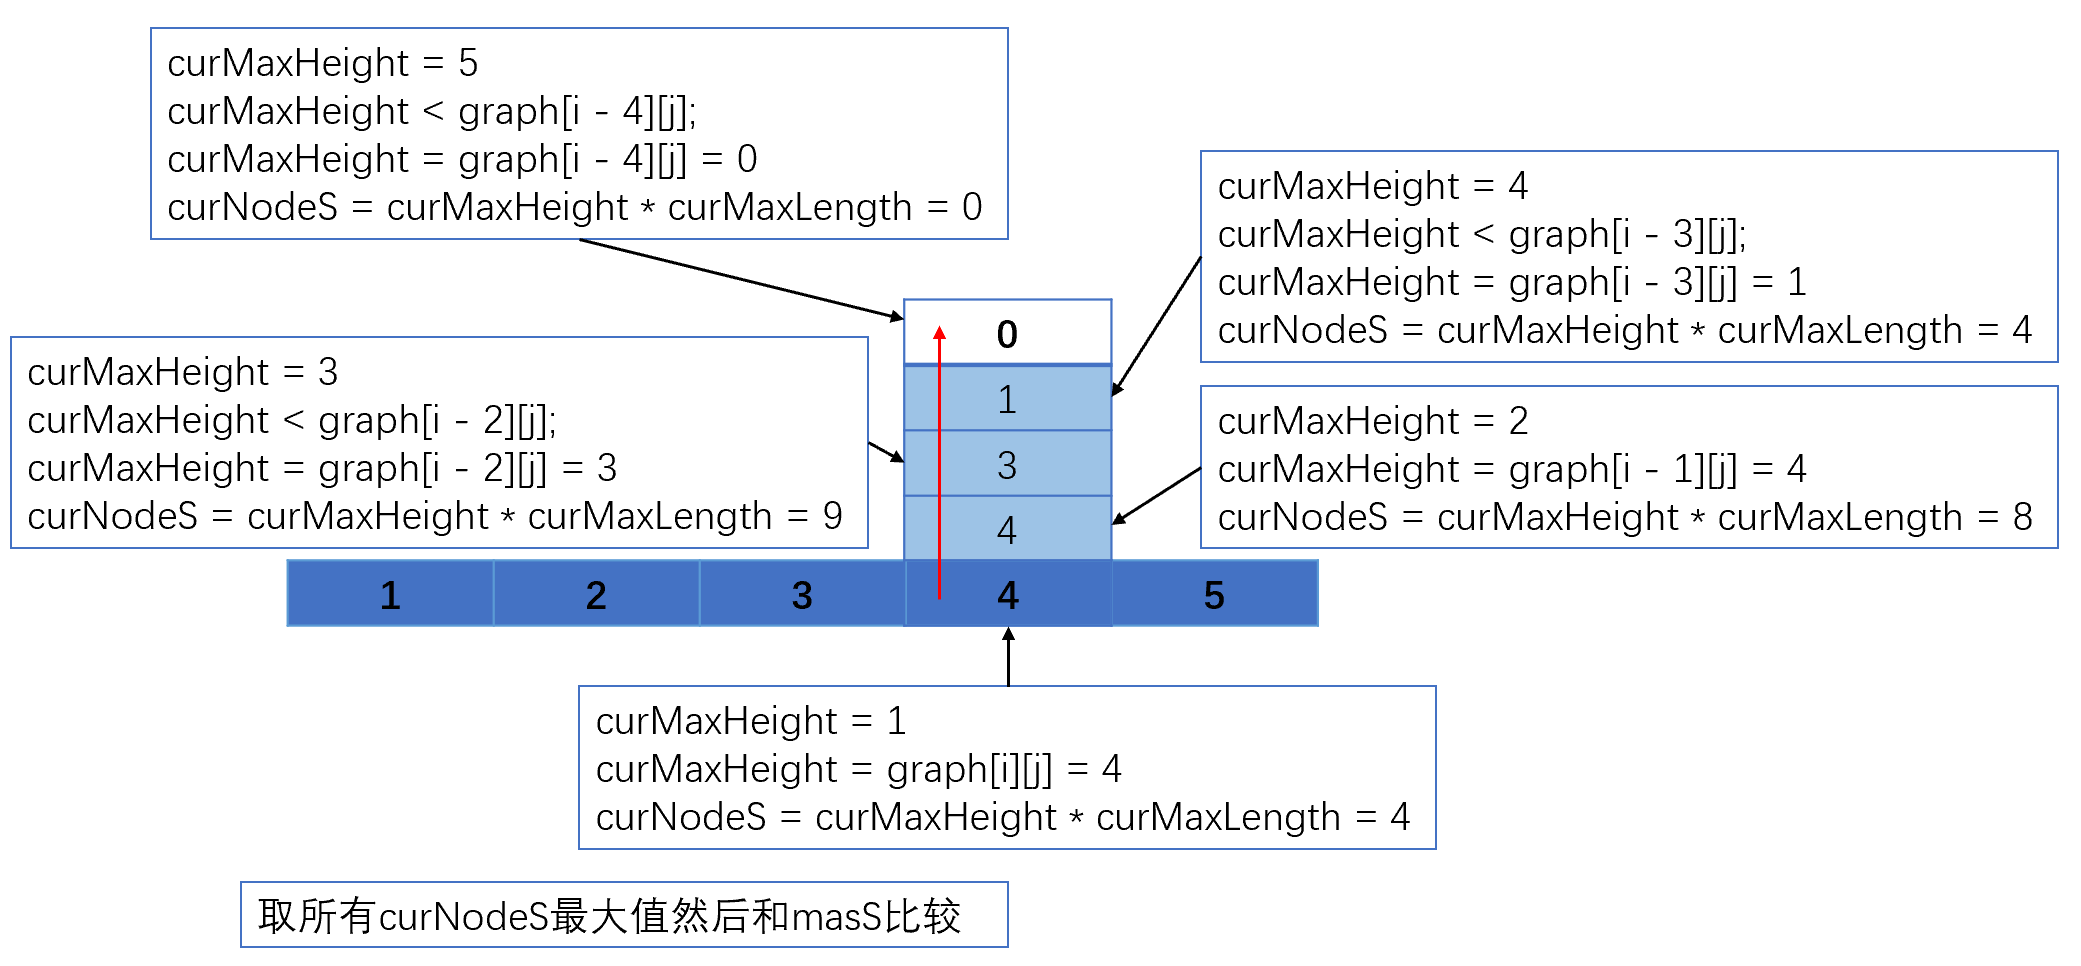 curMaxHeight = 5
curMaxHeight < graph[i - 4][j];
curMaxHeight = graph[i - 4][j] = 0
curNodeS = curMaxHeight * curMaxLength = 0
curMaxHeight = 4
curMaxHeight < graph[i - 3][j];
curMaxHeight = graph[i - 3][j] = 1
curNodeS = curMaxHeight * curMaxLength = 4
curMaxHeight = 3
curMaxHeight < graph[i - 2][j];
curMaxHeight = graph[i - 2][j] = 3
curNodeS = curMaxHeight * curMaxLength = 9
curMaxHeight = 2
curMaxHeight = graph[i - 1][j] = 4
curNodeS = curMaxHeight * curMaxLength = 8
0
1
3
4
1 2 3 4 5
curMaxHeight = 1
curMaxHeight = graph[i][j] = 4
curNodeS = curMaxHeight * curMaxLength = 4
取所有curNodeS最大值然后和masS比较